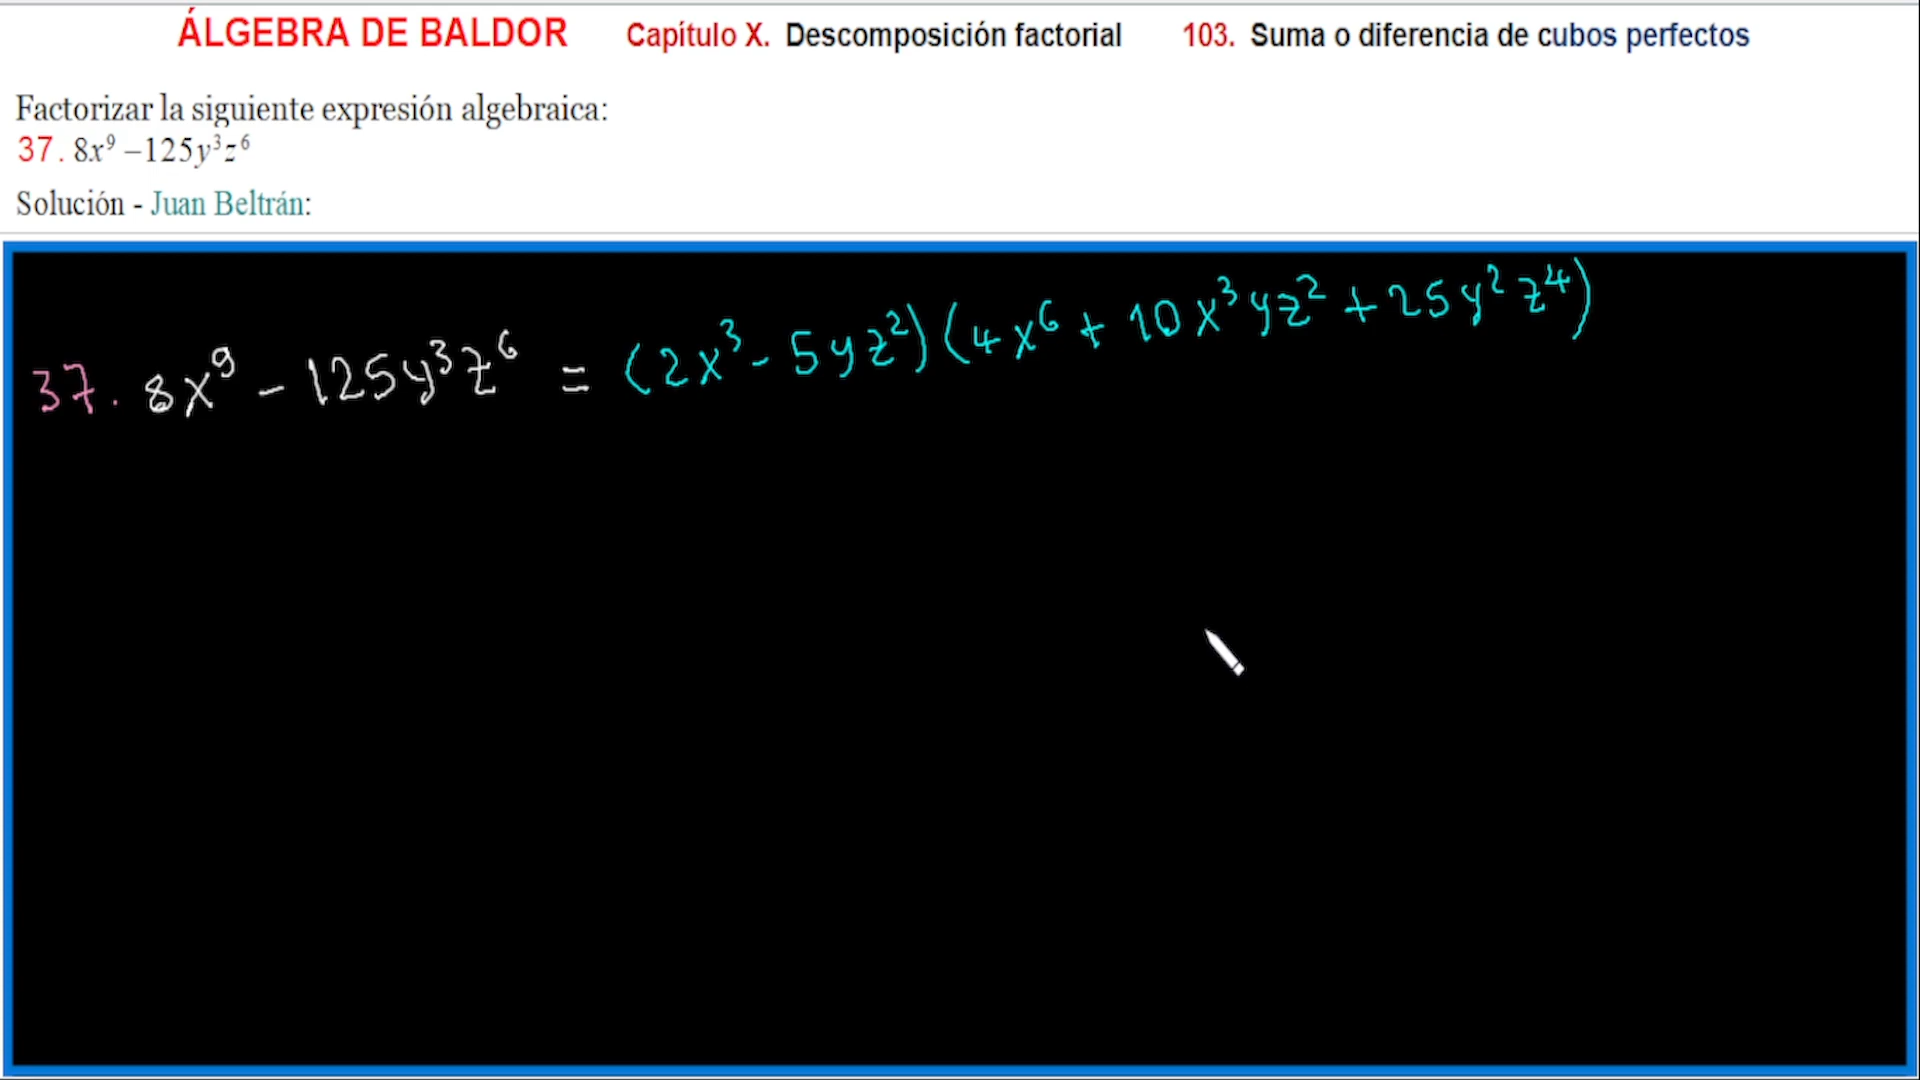 ÁLGEBRA DE BALDOR Capítulo X. Descomposición factorial 103. Suma o diferencia de cubos perfectos
Factorizar la siguiente expresión algebraica:
37. 8x⁹ – 125y³z⁶
Solución - Juan Beltrán:
37. 8x⁹ - 125y³z⁶ = (2x³ - 5yz²)(4x⁶ + 10x³yz² + 25y²z⁴)